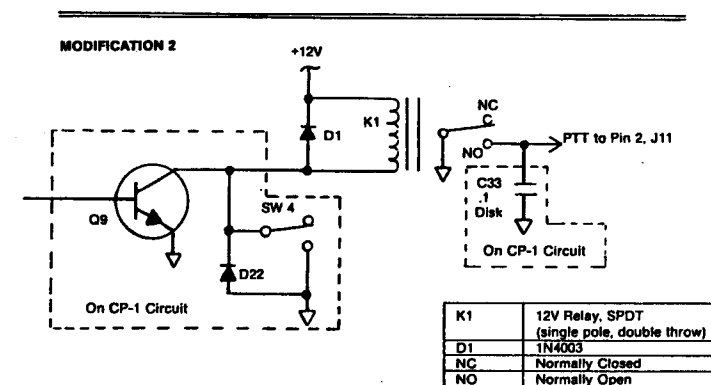 MODIFICATION 2
+12V
NC
K1
D1
PTT to Pin 2, J11
NO
C33
.1
Disk
SW 4
Q9
On CP-1 Circuit
D22
On CP-1 Circuit
K1 12V Relay, SPDT
(single pole, double throw)
D1 1N4003
NC Normally Closed
NO Normally Open